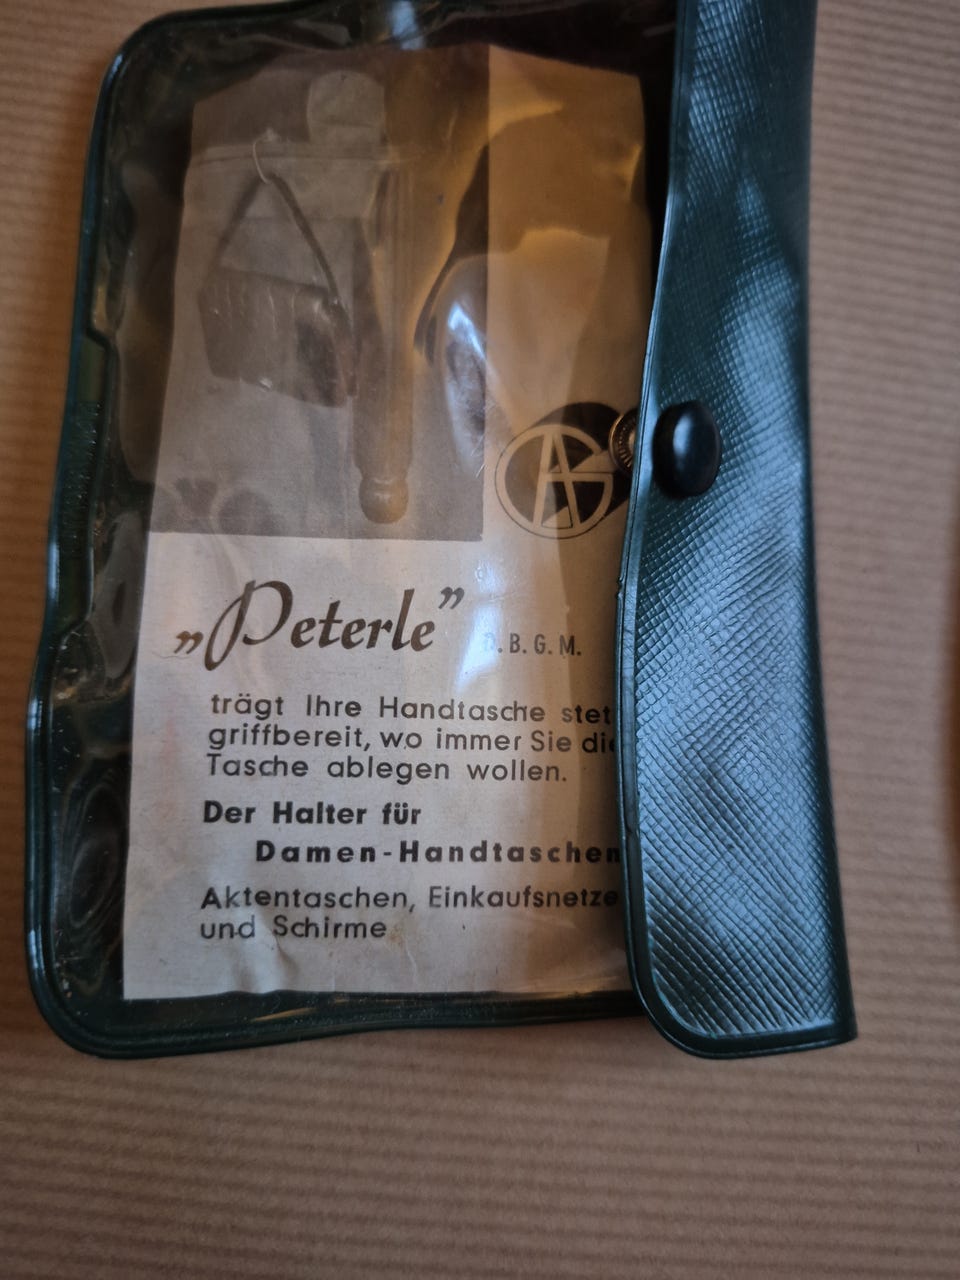 „Peterle”
D.B.G.M.
trägt Ihre Handtasche stet
griffbereit, wo immer Sie die
Tasche ablegen wollen.
Der Halter für
Damen-Handtaschen
Aktentaschen, Einkaufsnetze
und Schirme